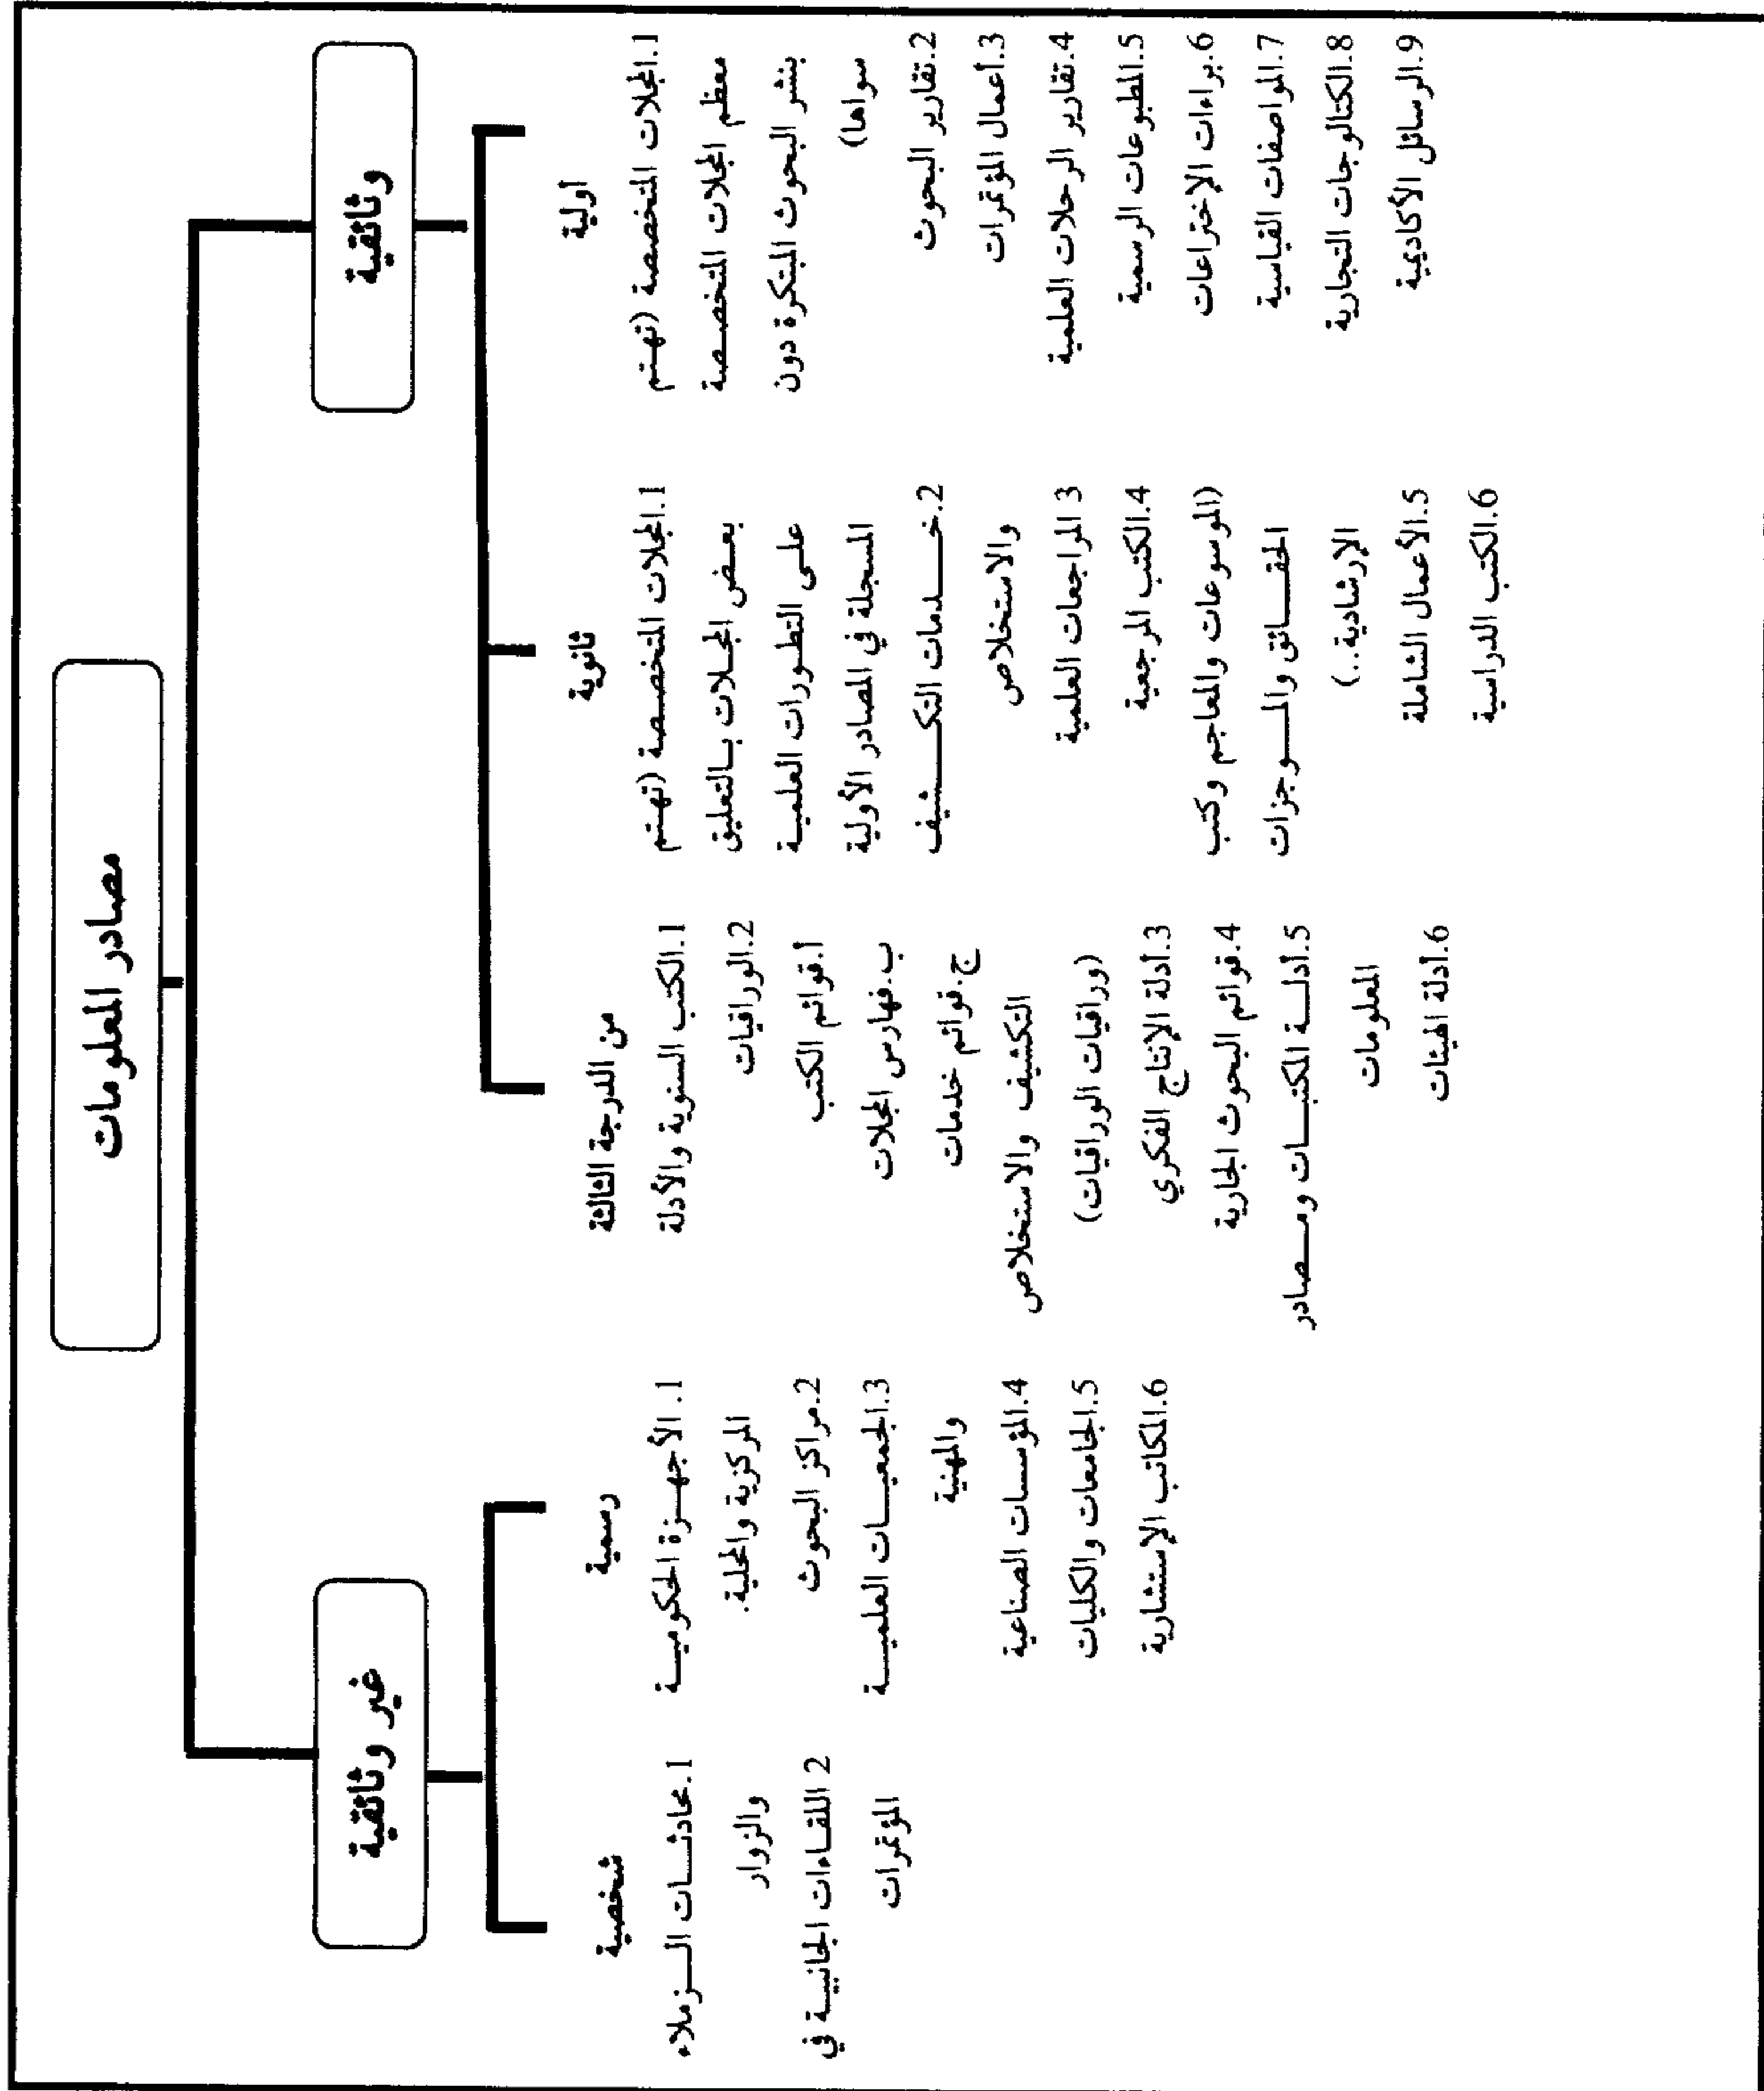 مصادر المعلومات
وثائقية
أولية
1.المجلات المتخصصة (تهتم
معظم المجلات المتخصصة
بنشر البحوث المبتكرة دون
سواها)
2.تقارير البحوث
3.أعمال المؤتمرات
4.تقارير الرحلات العلمية
5.المطبوعات الرسمية
6.براءات الإختراعات
7.المواصفات القياسية
8.الكتالوجات التجارية
9.الرسائل الأكاديمية
ثانوية
1.المجلات المتخصصة (تهتم
بعض المجلات بالتعليق
على التطورات العلمية
المسجلة في المصادر الأولية
2.خدمات التكشيف
والاستخلاص
3 المراجعات العلمية
4.الكتب المرجعية
(الموسوعات والمعاجم وكتب
الحقائق والموجزات
الإرشادية..)
5.الأعمال الشاملة
6.الكتب الدراسية
من الدرجة الثالثة
1.الكتب السنوية والأدلة
2.الوراقيات
أ.قوائم الكتب
ب.فهارس المجلات
ج.قوائم خدمات
التكشيف والاستخلاص
(وراقيات الوراقيات)
3.أدلة الإنتاج الفكري
4.قوائم البحوث الجارية
5.أدلة المكتبات ومصادر
المعلومات
6.أدلة الهيئات
غير وثائقية
رسمية
1. الأجهزة الحكومية
المركزية والمحلية.
2.مراكز البحوث
3.الجمعيات العلمية
والمهنية
4.المؤسسات الصناعية
5.الجامعات والكليات
6.المكاتب الإستشارية
شخصية
1.محادثات الزملاء
والزوار
2 اللقاءات الجانبية في
المؤتمرات